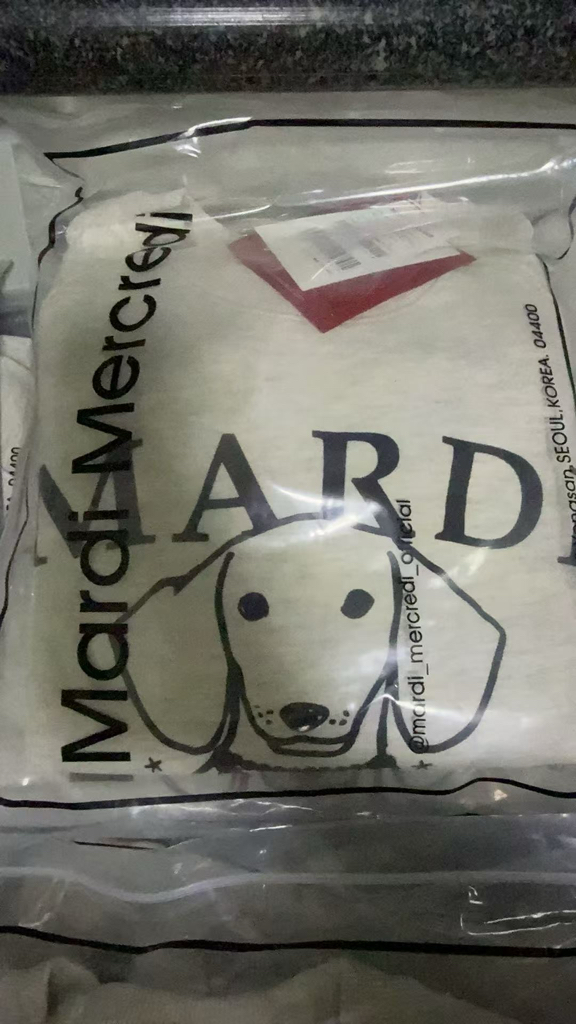 Mardi Mercredi
MARDI
@mardi_mercredi_official
SEOUL.KOREA. 04400